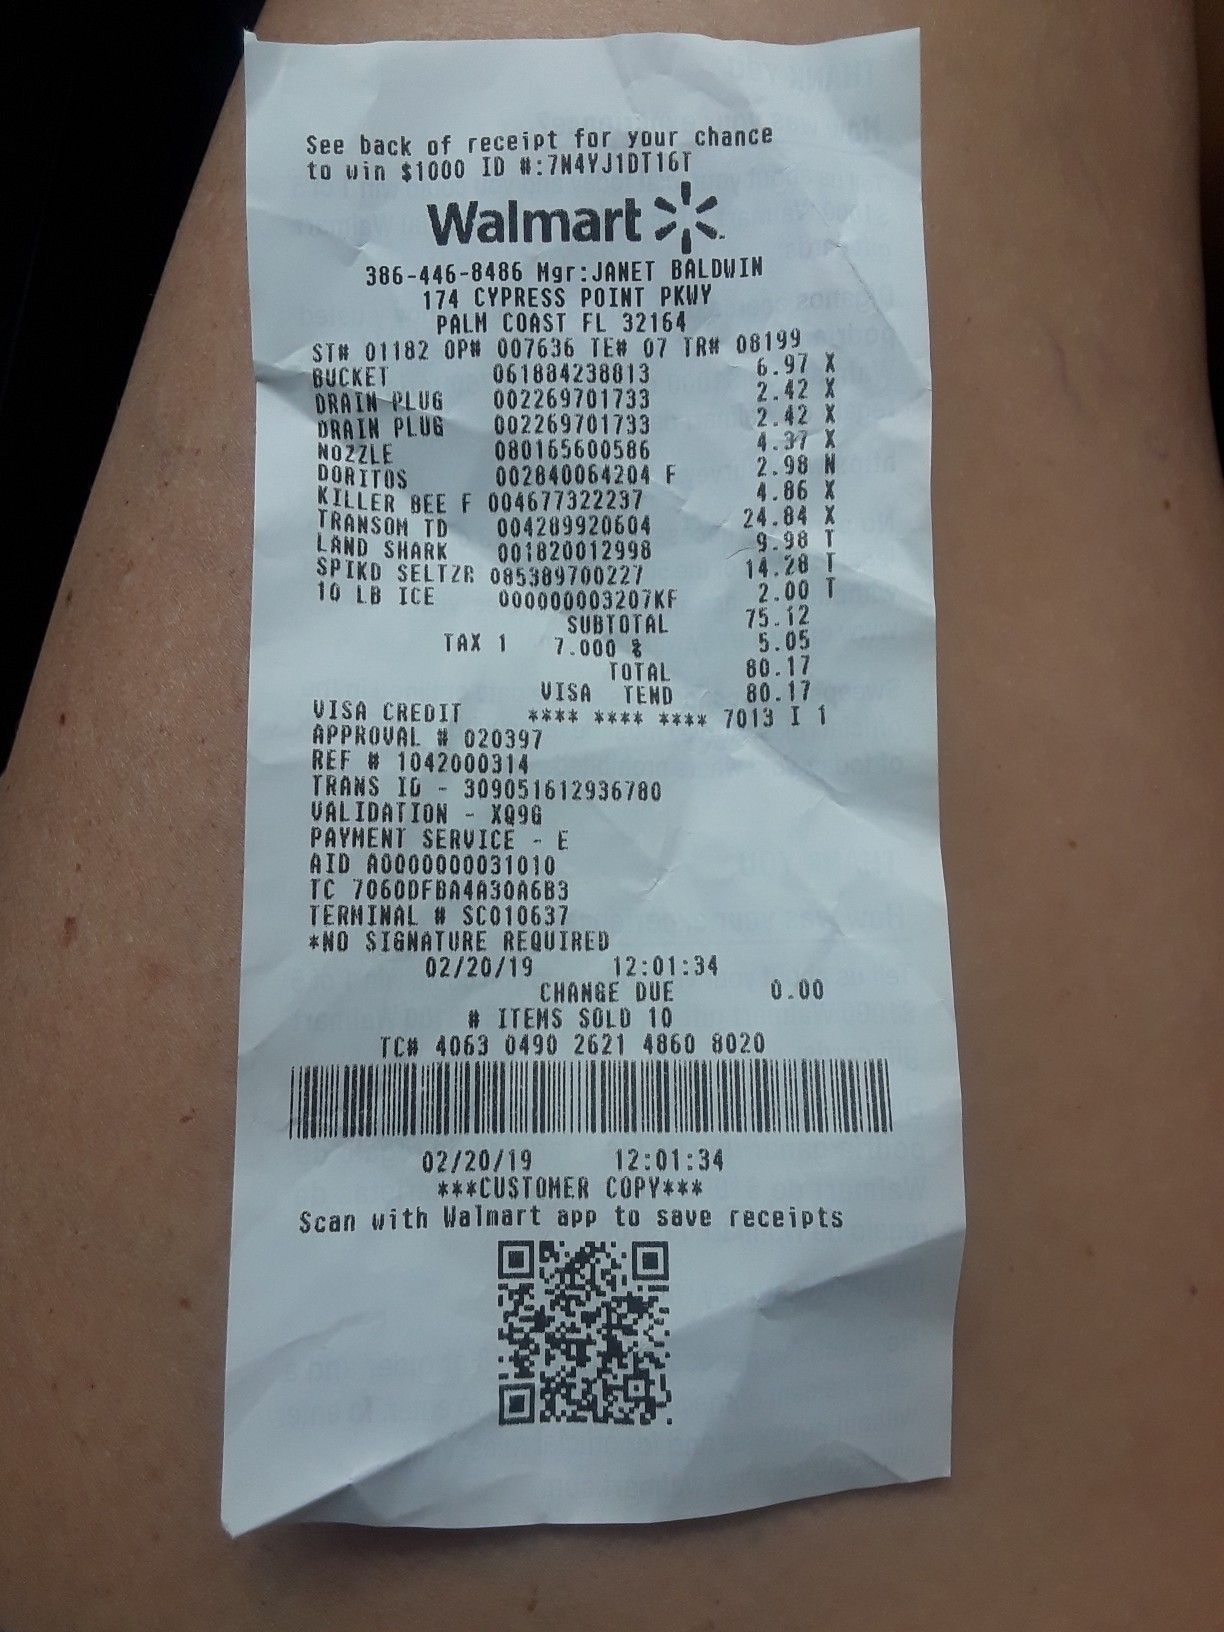 See back of receipt for your chance
to win $1000 ID #:7N4YJ1DT16T
Walmart
386-446-8486 Mgr:JANET BALDWIN
174 CYPRESS POINT PKWY
PALM COAST FL 32164
ST# 01182 OP# 007636 TE# 07 TR# 08199
BUCKET 061884238813 6.97 X
DRAIN PLUG 002269701733 2.42 X
DRAIN PLUG 002269701733 2.42 X
NOZZLE 080165600586 4.37 X
DORITOS 002840064204 F 2.98 N
KILLER BEE F 004677322237 4.86 X
TRANSOM TD 004289920604 24.84 X
LAND SHARK 001820012998 9.98 T
SPIKD SELTZR 085389700227 14.28 T
10 LB ICE 000000003207KF 2.00 T
SUBTOTAL 75.12
TAX 1 7.000 % 5.05
TOTAL 80.17
VISA TEND 80.17
VISA CREDIT **** **** **** 7013 I 1
APPROVAL # 020397
REF # 1042000314
TRANS ID - 309051612936780
VALIDATION - XQ9G
PAYMENT SERVICE - E
AID A0000000031010
TC 7060DFBA4A30A6B3
TERMINAL # SC010637
*NO SIGNATURE REQUIRED
02/20/19 12:01:34
CHANGE DUE 0.00
# ITEMS SOLD 10
TC# 4063 0490 2621 4860 8020
02/20/19 12:01:34
***CUSTOMER COPY***
Scan with Walmart app to save receipts